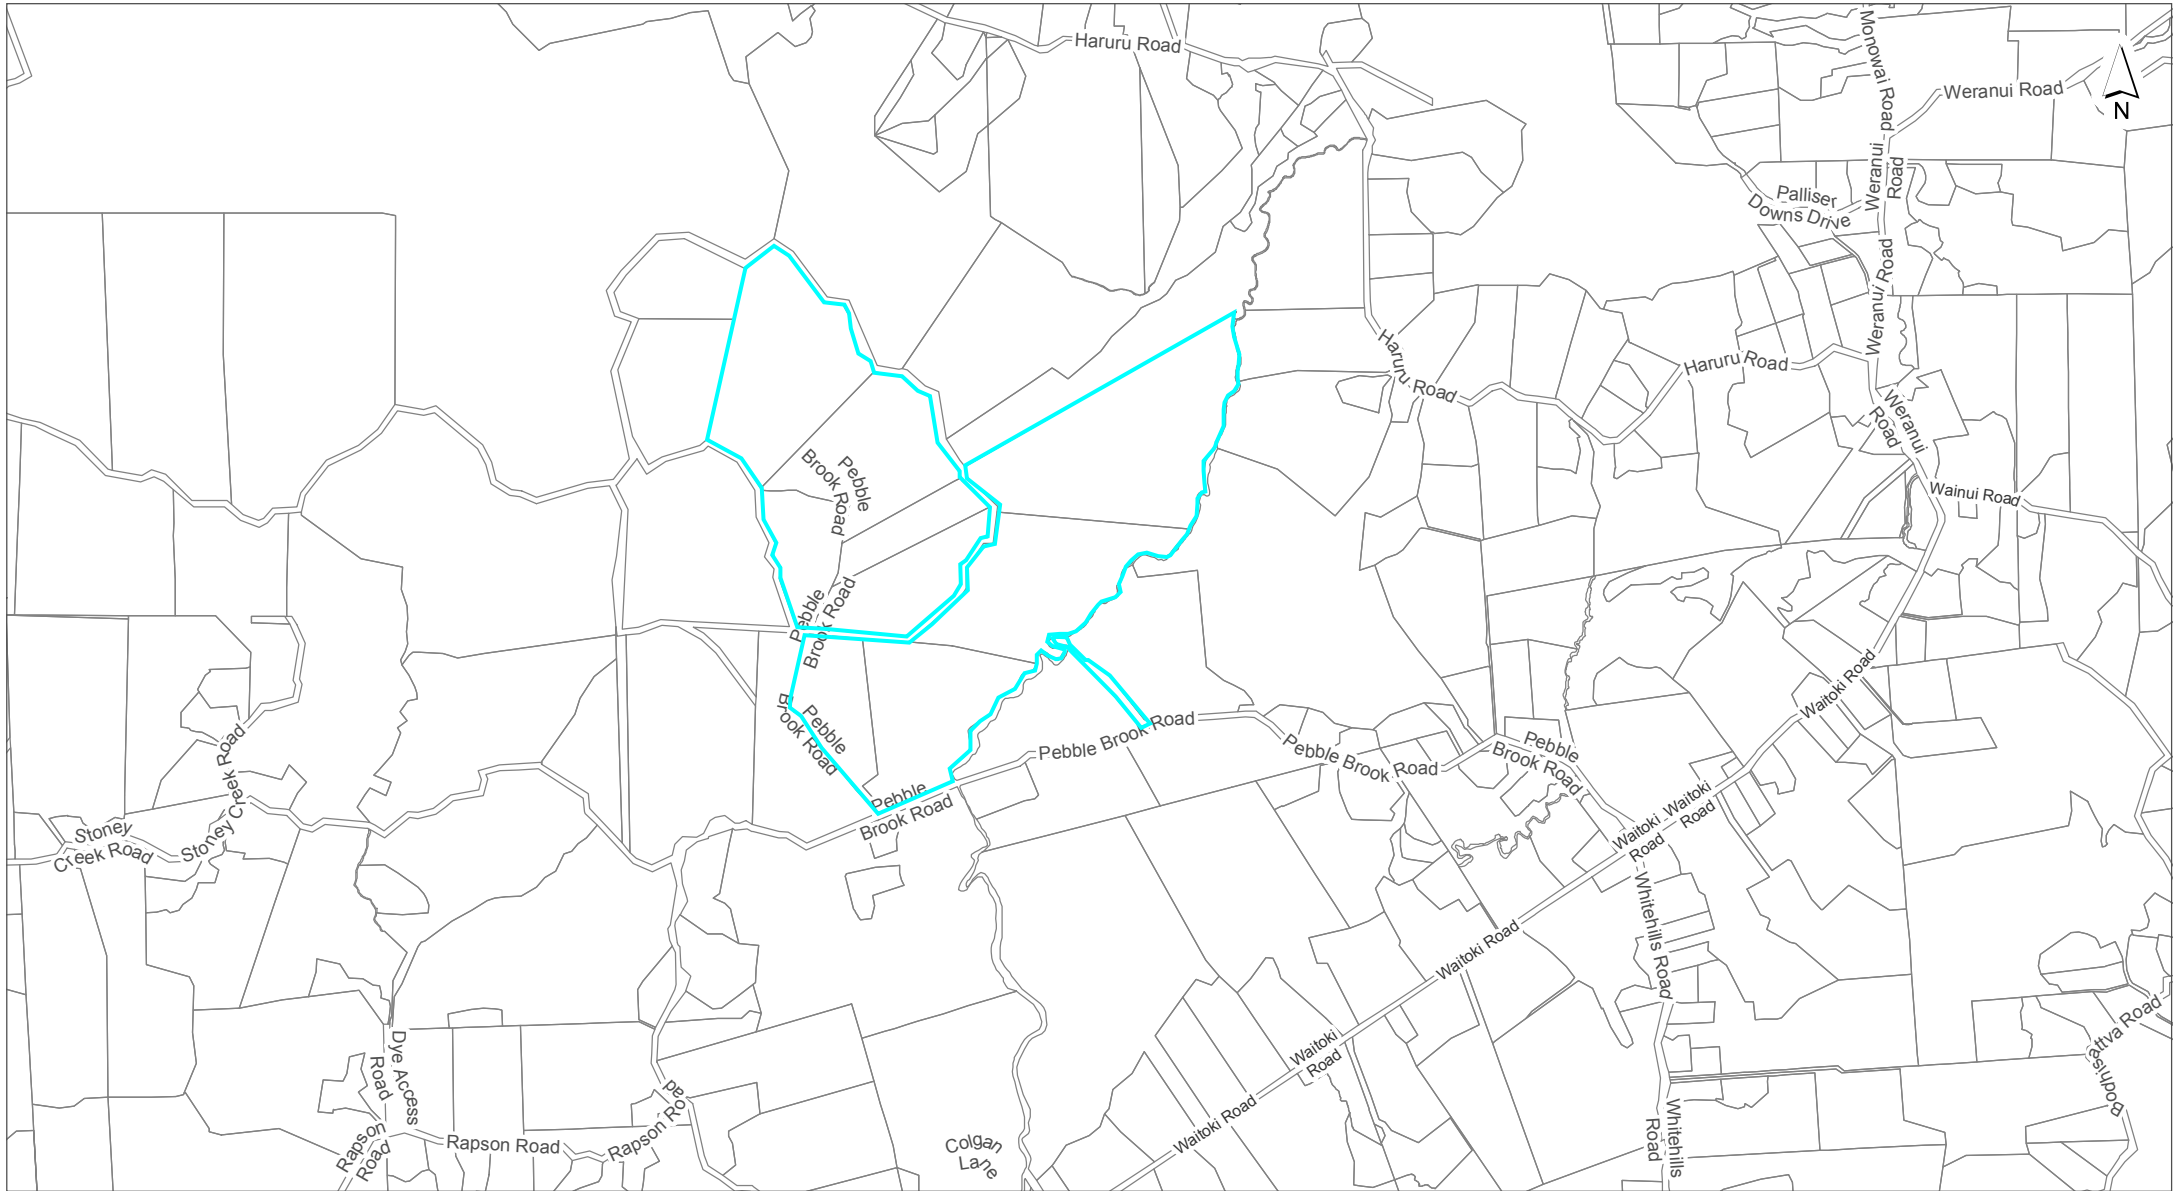 Haruru Road
Monowai Road
Weranui Road
N
Weranui
Road
Palliser
Downs Drive
Weranui Road
Haruru Road
Haruru Road
Weranui
Road
Wainui Road
Pebble
Brook Road
Pebble
Brook Road
Pebble
Brook Road
Pebble
Brook Road
Pebble Brook Road
Pebble Brook Road
Pebble
Brook Road
Waitoki Road
Waitoki
Road
Waitoki
Road
Stoney Creek Road
Stoney
Creek Road
Whitehills Road
Waitoki Road
Waitoki
Road
Waitoki Road
Bodhisattva Road
Dye Access
Road
Rapson
Road
Rapson Road
Rapson Road
Colgan
Lane
Whitehills
Road